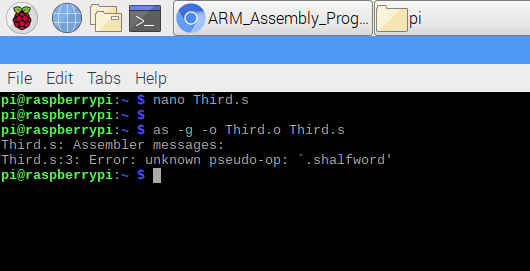 ARM_Assembly_Prog...
pi
File Edit Tabs Help
pi@raspberrypi:~ $ nano Third.s
pi@raspberrypi:~ $
pi@raspberrypi:~ $ as -g -o Third.o Third.s
Third.s: Assembler messages:
Third.s:3: Error: unknown pseudo-op: `.shalfword'
pi@raspberrypi:~ $